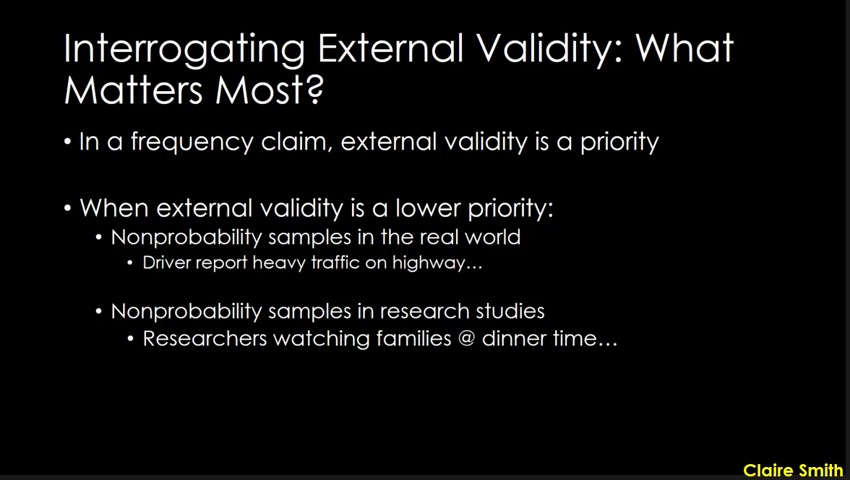 Interrogating External Validity: What
Matters Most?
• In a frequency claim, external validity is a priority
• When external validity is a lower priority:
• Nonprobability samples in the real world
• Driver report heavy traffic on highway…
• Nonprobability samples in research studies
• Researchers watching families @ dinner time…
Claire Smith